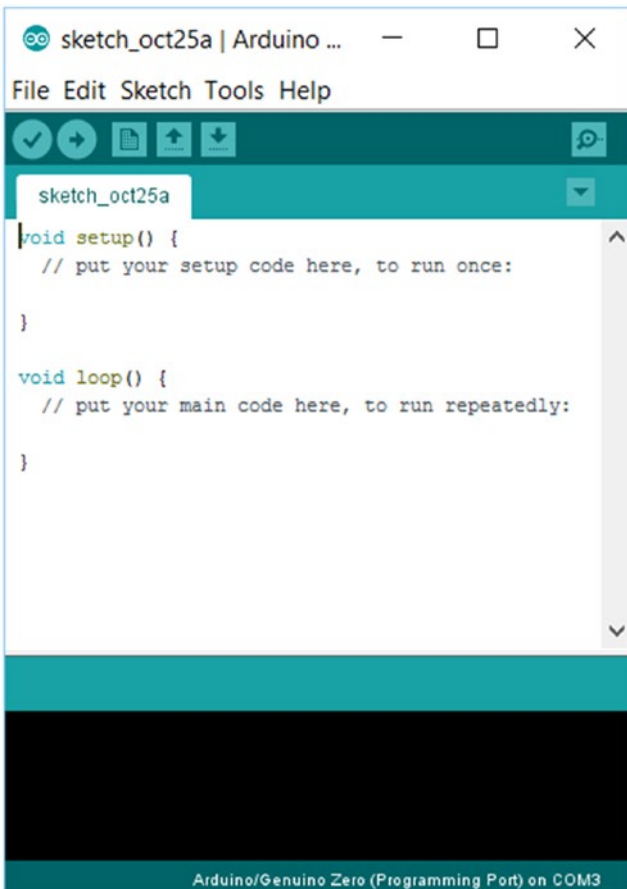 sketch_oct25a | Arduino ...
File Edit Sketch Tools Help
sketch_oct25a
void setup() {
  // put your setup code here, to run once:
}
void loop() {
  // put your main code here, to run repeatedly:
}
Arduino/Genuino Zero (Programming Port) on COM3